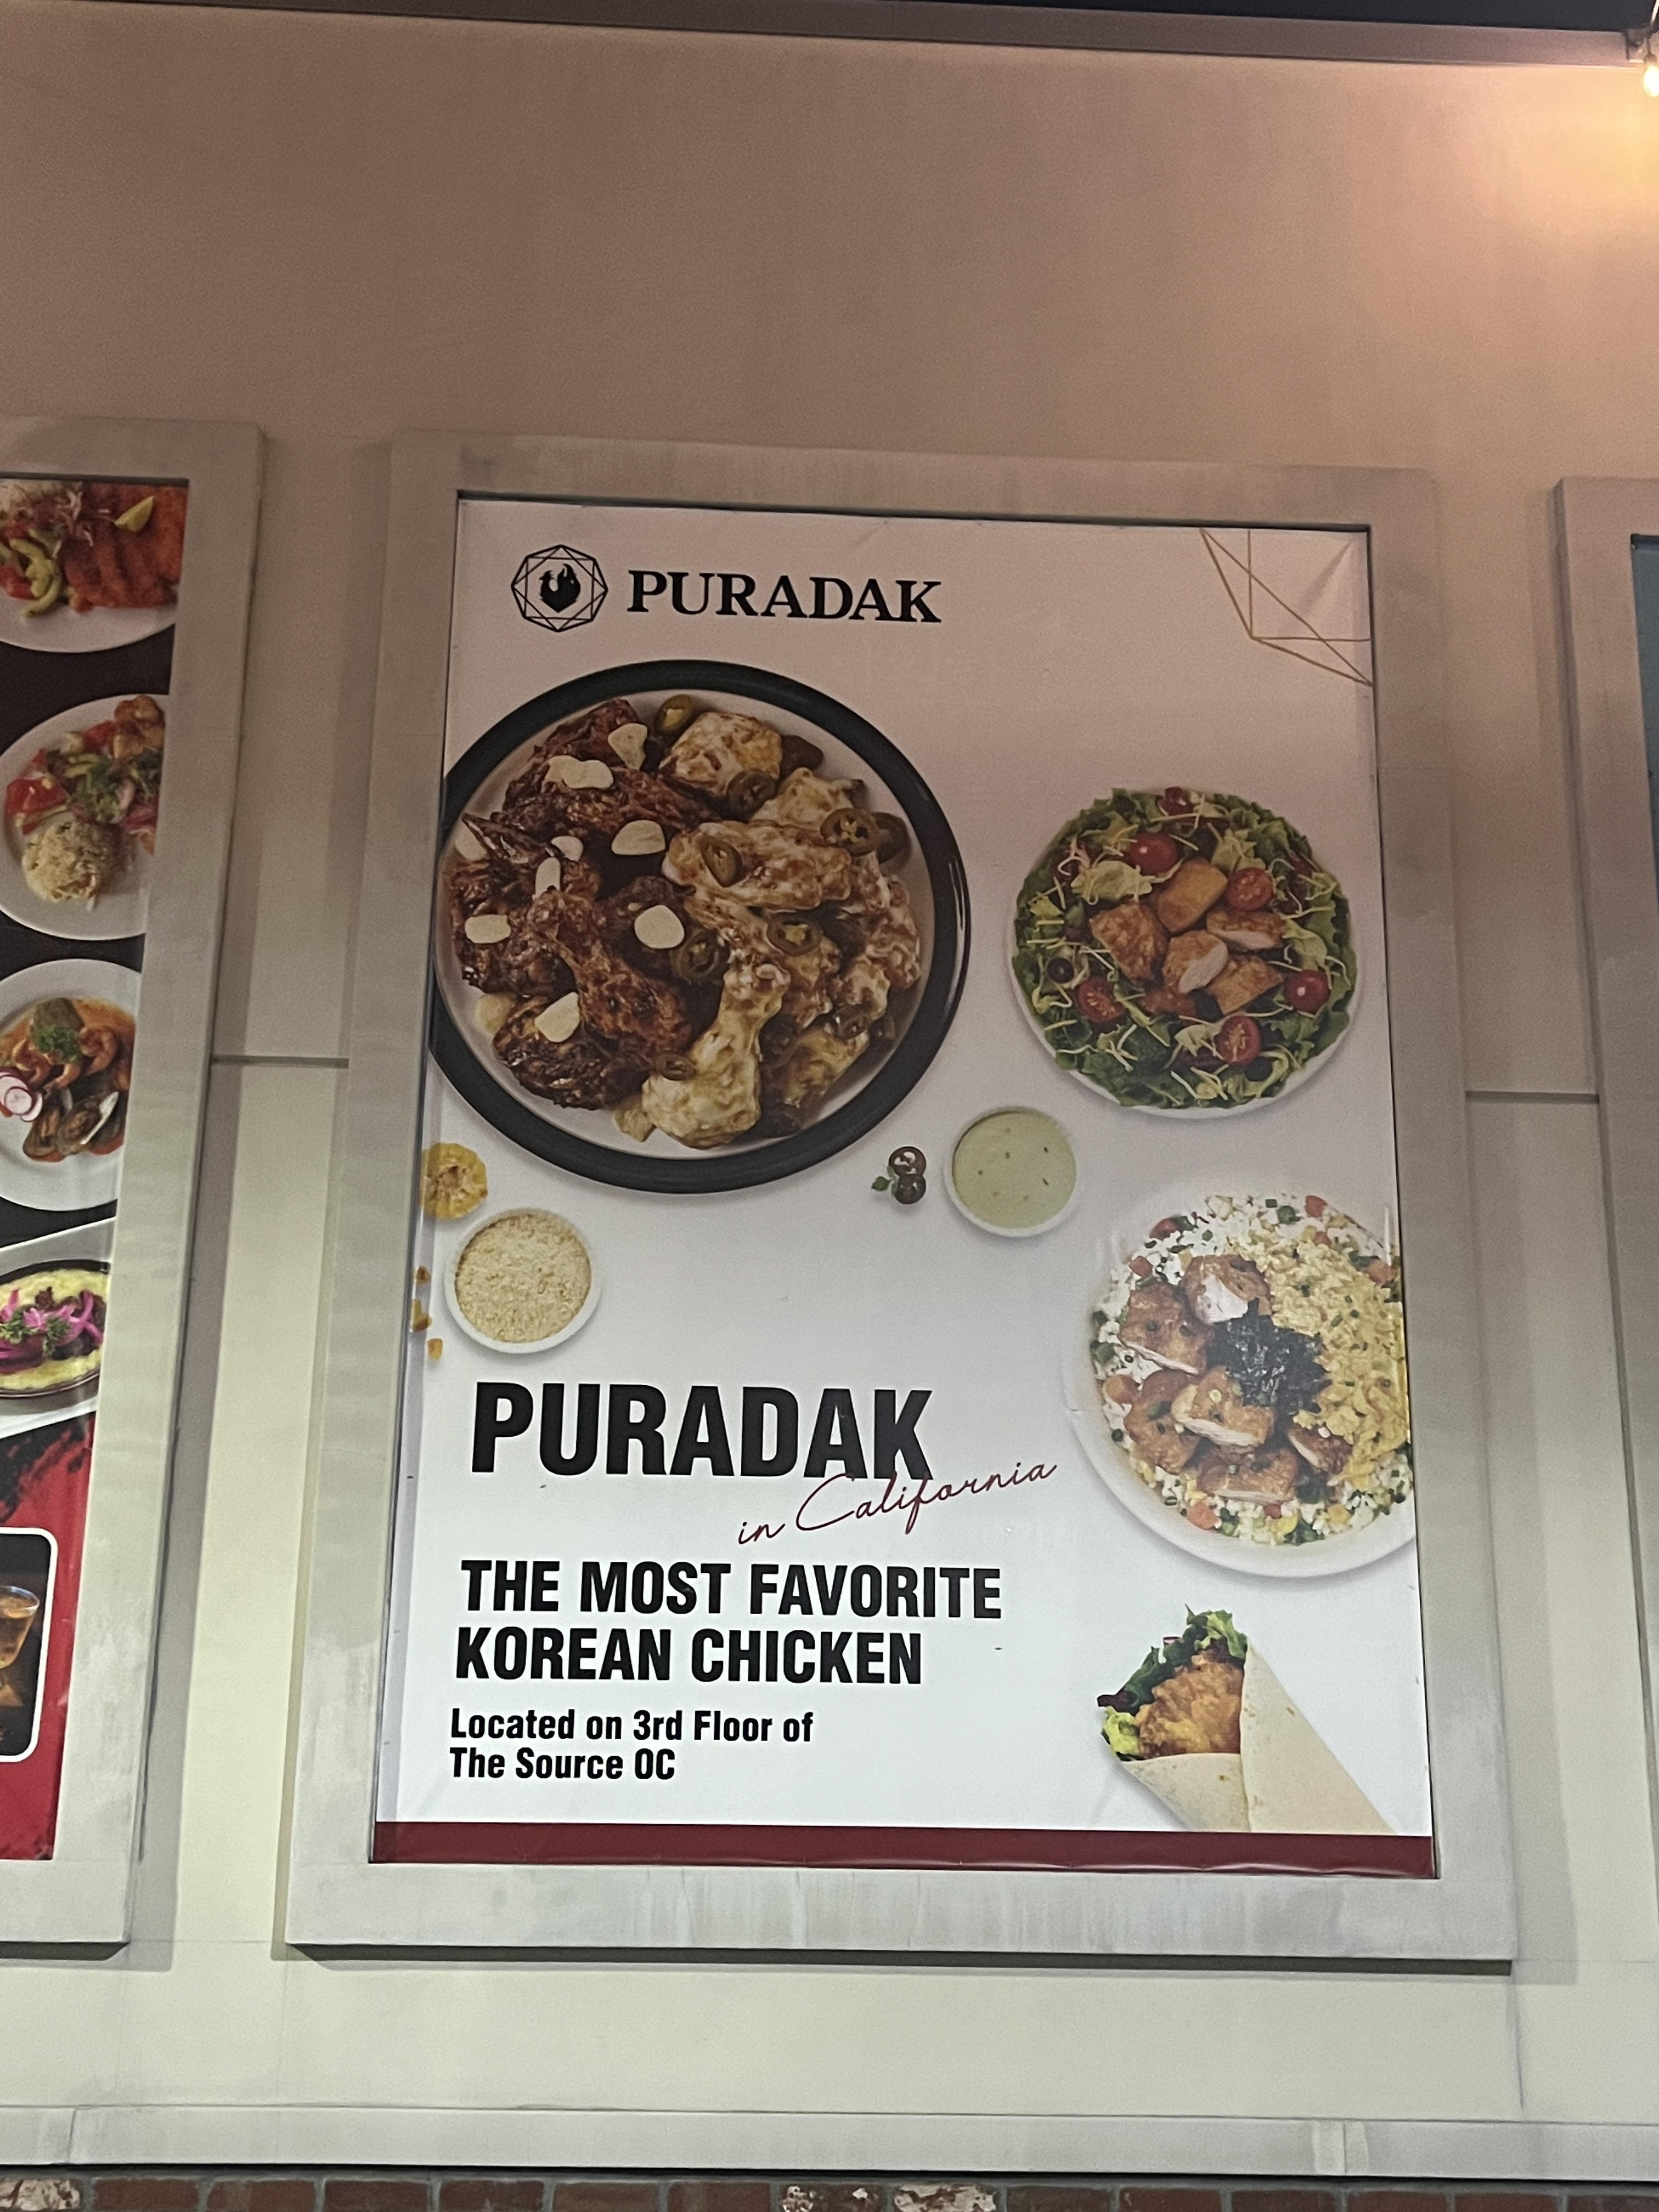 PURADAK
PURADAK
in California
THE MOST FAVORITE
KOREAN CHICKEN
Located on 3rd Floor of
The Source OC